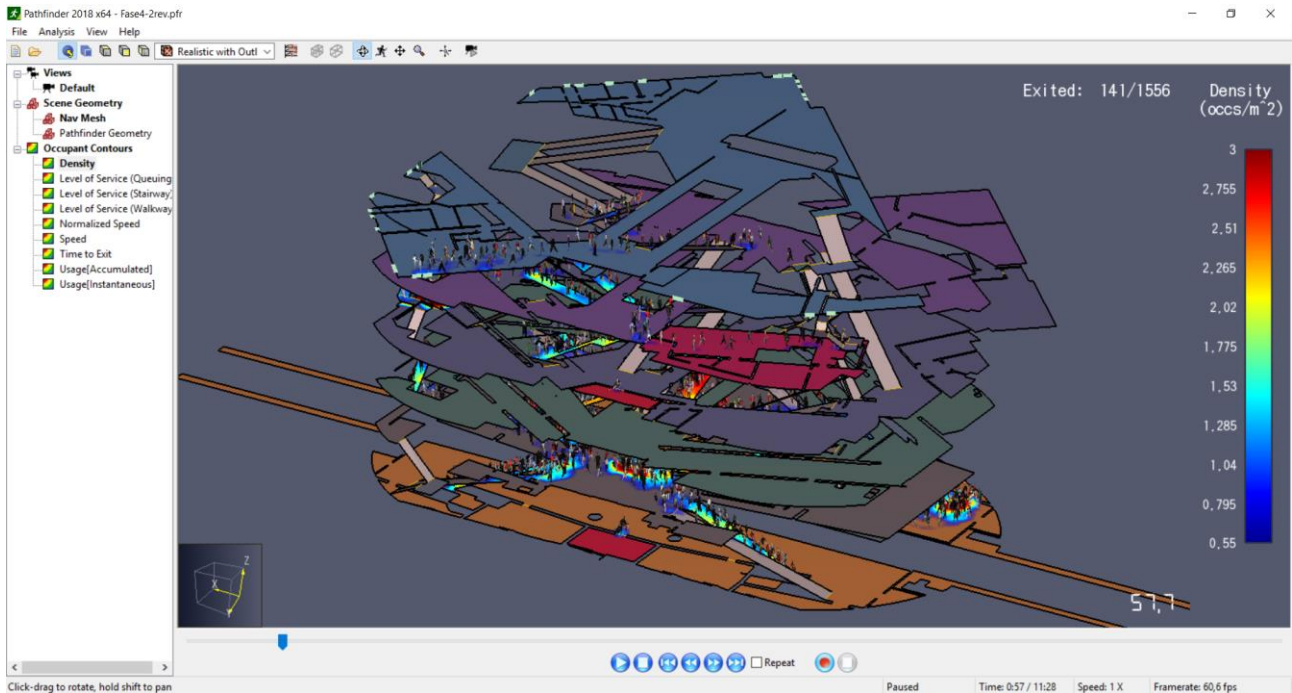 Pathfinder 2018 x64 - Fase4-2rev.pfr
File Analysis View Help
Realistic with Outl
Views
Default
Scene Geometry
Nav Mesh
Pathfinder Geometry
Occupant Contours
Density
Level of Service (Queuing
Level of Service (Stairway
Level of Service (Walkway
Normalized Speed
Speed
Time to Exit
Usage[Accumulated]
Usage[Instantaneous]
Exited: 141/1556
Density
(occs/m^2)
3
2,755
2,51
2,265
2,02
1,775
1,53
1,285
1,04
0,795
0,55
Z
X
Y
57,7
Repeat
Click-drag to rotate, hold shift to pan
Paused
Time: 0:57 / 11:28
Speed: 1 X
Framerate: 60,6 fps